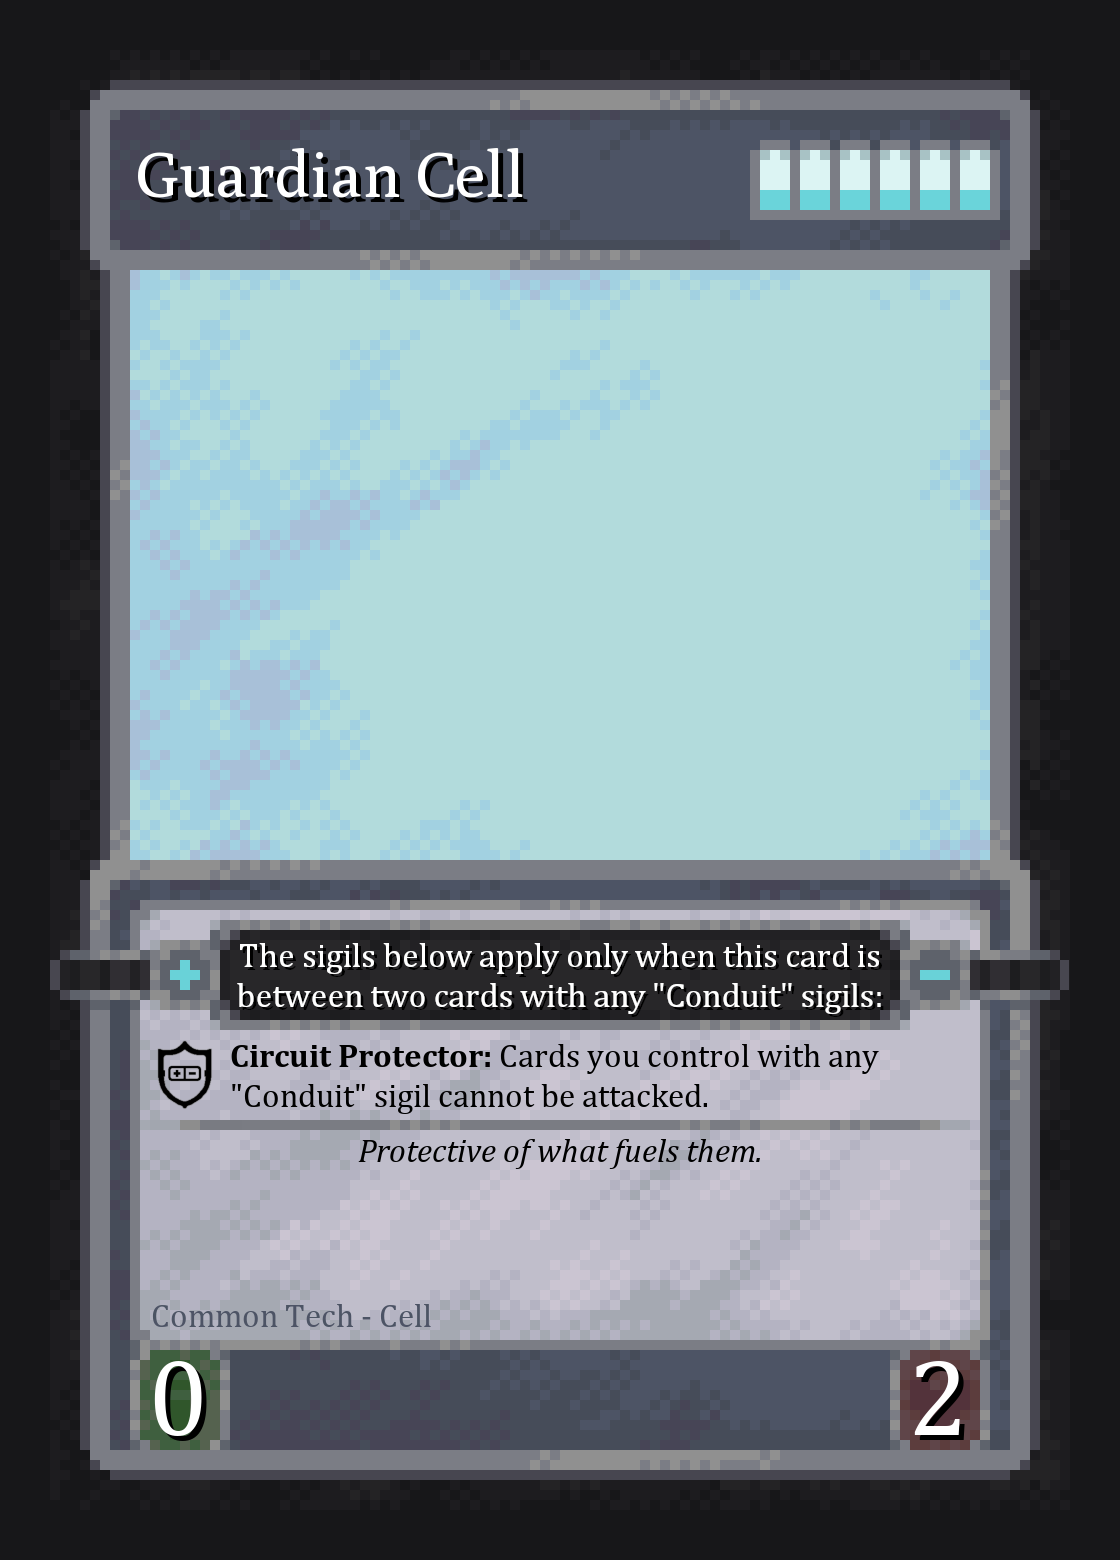 Guardian Cell
The sigils below apply only when this card is
between two cards with any "Conduit" sigils:
Circuit Protector: Cards you control with any
"Conduit" sigil cannot be attacked.
Protective of what fuels them.
Common Tech - Cell
0
2